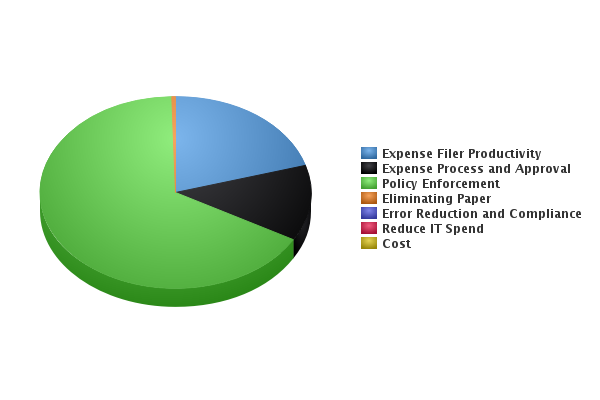 Expense Filer Productivity
Expense Process and Approval
Policy Enforcement
Eliminating Paper
Error Reduction and Compliance
Reduce IT Spend
Cost